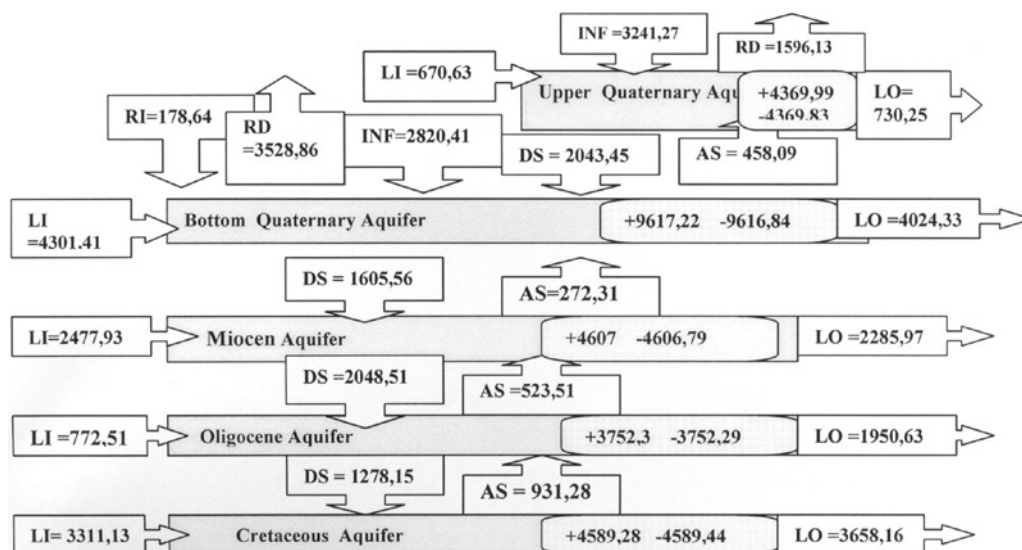 INF =3241,27
RD =1596,13
LI =670,63
Upper Quaternary Aqu
+4369,99
-4369,83
LO=
730,25
RI=178,64
RD
=3528,86
INF=2820,41
DS = 2043,45
AS = 458,09
LI
=4301.41
Bottom Quaternary Aquifer
+9617,22 -9616,84
LO =4024,33
DS = 1605,56
AS=272,31
LI=2477,93
Miocen Aquifer
+4607 -4606,79
LO =2285,97
DS =2048,51
AS =523,51
LI =772,51
Oligocene Aquifer
+3752,3 -3752,29
LO =1950,63
DS =1278,15
AS = 931,28
LI= 3311,13
Cretaceous Aquifer
+4589,28 -4589,44
LO =3658,16